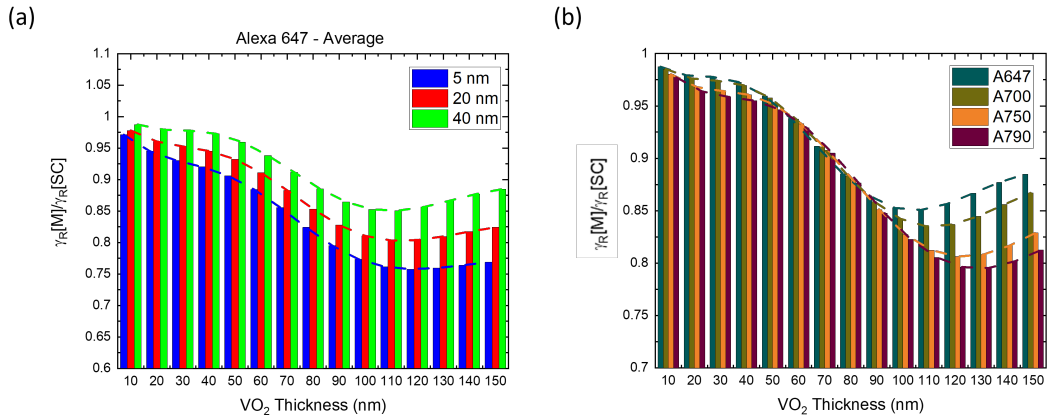 (a)
Alexa 647 - Average
1.1
1.05
1
0.95
0.9
0.85
0.8
0.75
0.7
0.65
0.6
γR[M]/γR[SC]
5 nm
20 nm
40 nm
10 20 30 40 50 60 70 80 90 100 110 120 130 140 150
VO2 Thickness (nm)
(b)
1
0.95
0.9
0.85
0.8
0.75
0.7
γR[M]/γR[SC]
A647
A700
A750
A790
10 20 30 40 50 60 70 80 90 100 110 120 130 140 150
VO2 Thickness (nm)